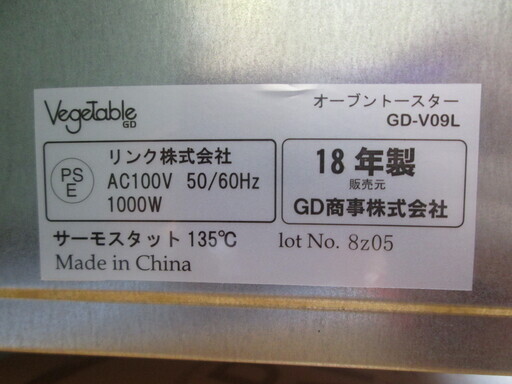 VegeTable
GD
オーブントースター
GD-V09L
PS
E
リンク株式会社
AC100V 50/60Hz
1000W
18年製
販売元
GD商事株式会社
サーモスタット 135℃
lot No. 8z05
Made in China